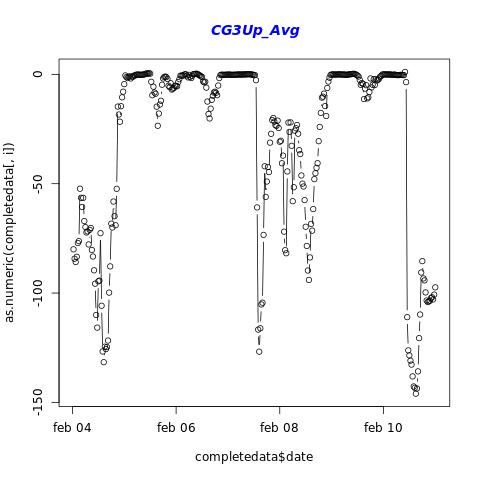 CG3Up_Avg
as.numeric(completedata[, i])
0
-50
-100
-150
feb 04
feb 06
feb 08
feb 10
completedata$date